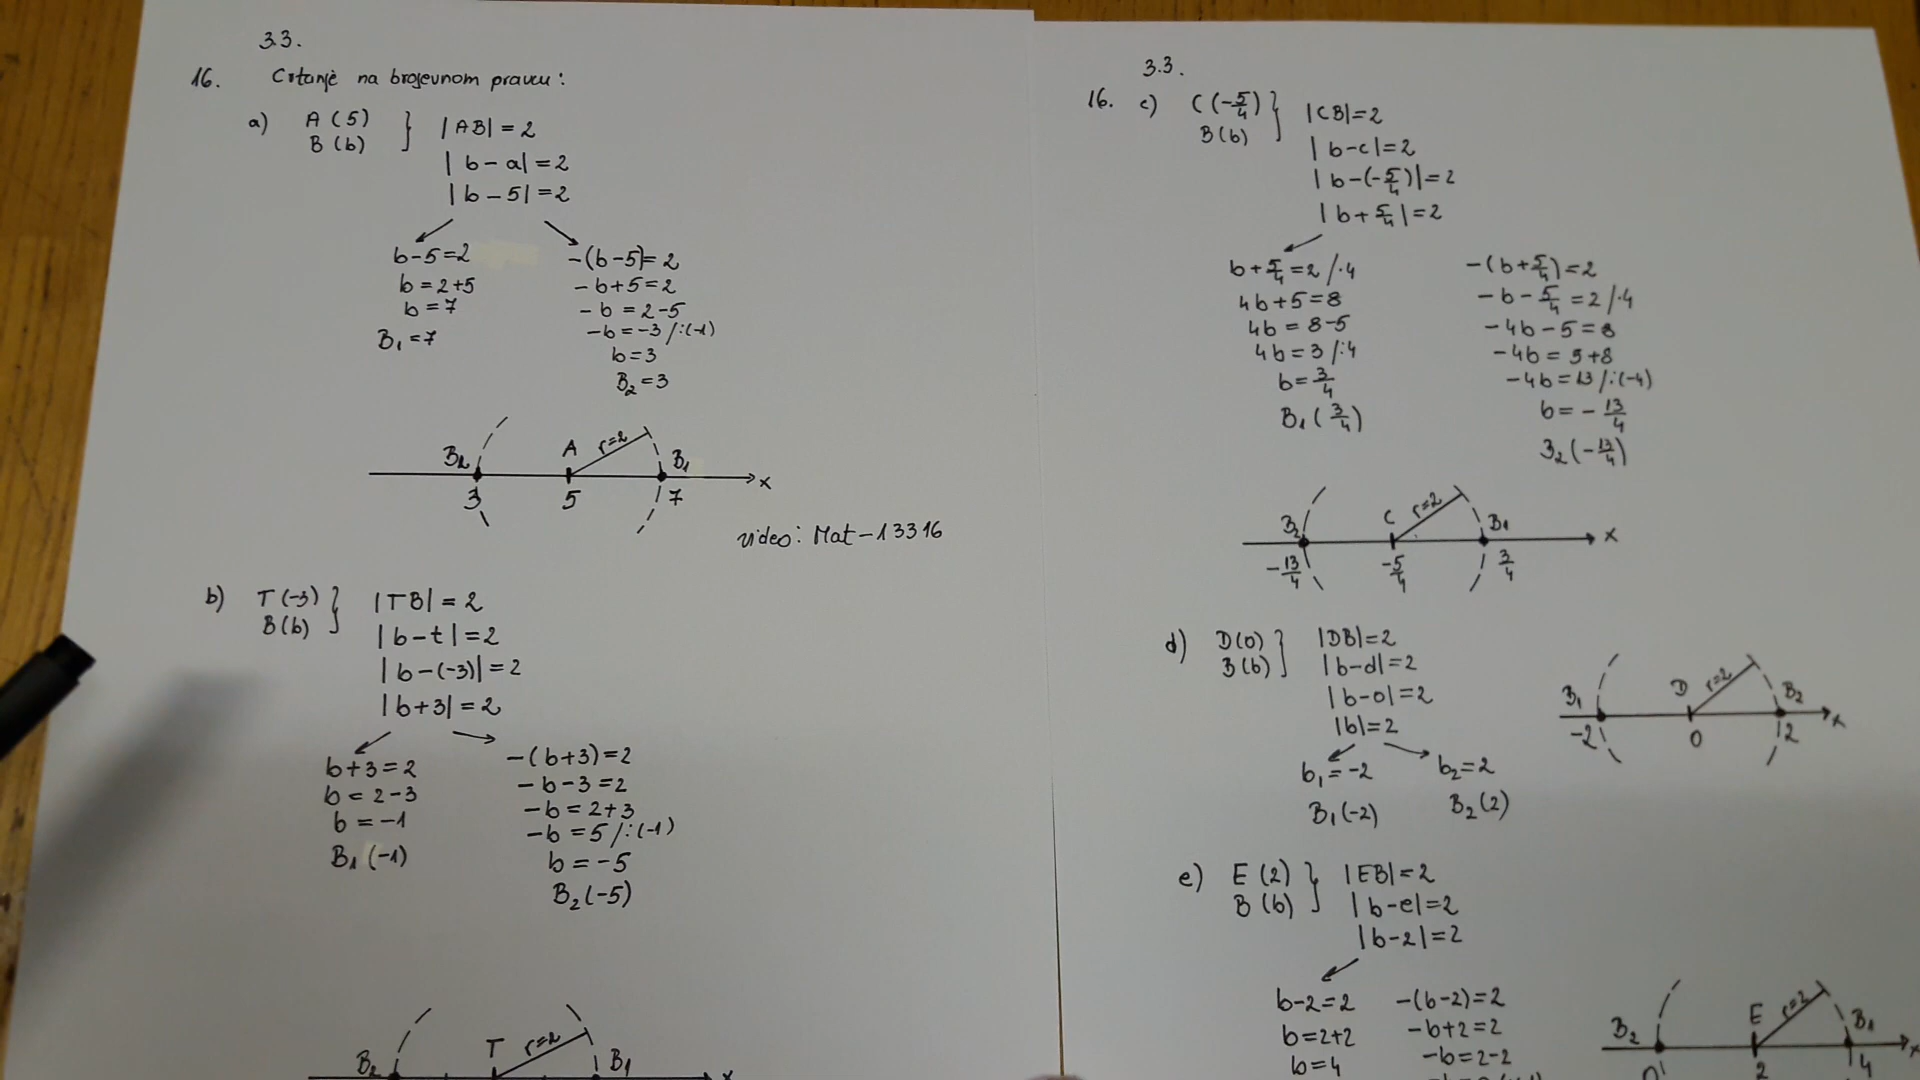 3.3.
16. Crtanje na brojevnom pravcu:
a) A(5)
B(b)
|AB|=2
|b-a|=2
|b-5|=2
b-5=2
b=2+5
b=7
B₁=7
-(b-5)=2
-b+5=2
-b=2-5
-b=-3/:(-1)
b=3
B₂=3
B₂ A r=2 B₁
3 5 7 x
video: Mat-13316
b) T(-3)
B(b)
|TB|=2
|b-t|=2
|b-(-3)|=2
|b+3|=2
b+3=2
b=2-3
b=-1
B₁(-1)
-(b+3)=2
-b-3=2
-b=2+3
-b=5/:(-1)
b=-5
B₂(-5)
B₂ T r=2 B₁ x
3.3.
16. c) C(-5/4)
B(b)
|CB|=2
|b-c|=2
|b-(-5/4)|=2
|b+5/4|=2
b+5/4=2/·4
4b+5=8
4b=8-5
4b=3/:4
b=3/4
B₁(3/4)
-(b+5/4)=2
-b-5/4=2/·4
-4b-5=8
-4b=5+8
-4b=13/:(-4)
b=-13/4
B₂(-13/4)
B₂ C r=2 B₁ x
-13/4 -5/4 3/4
d) D(0)
B(b)
|DB|=2
|b-d|=2
|b-0|=2
|b|=2
b₁=-2
B₁(-2)
b₂=2
B₂(2)
B₁ D r=2 B₂
-2 0 2 x
e) E(2)
B(b)
|EB|=2
|b-e|=2
|b-2|=2
b-2=2
b=2+2
b=4
-(b-2)=2
-b+2=2
-b=2-2
B₂ E r=2 B₁ x
0 2 4